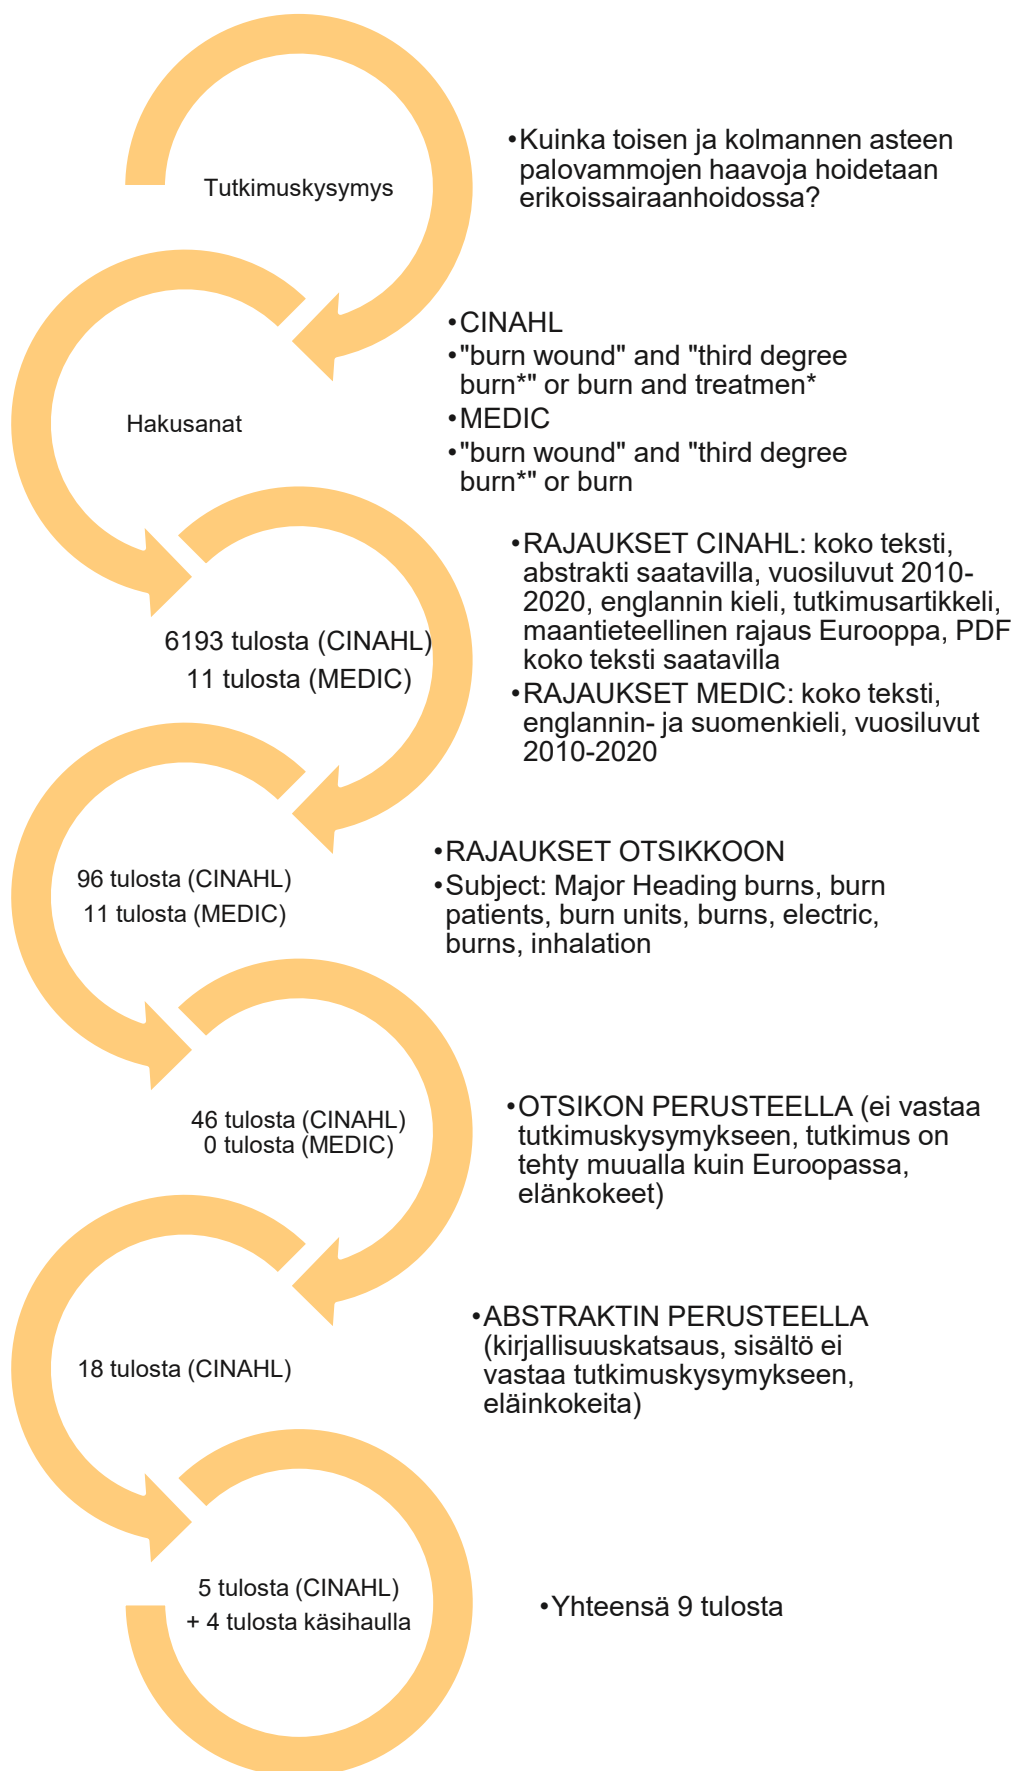 Tutkimuskysymys
•Kuinka toisen ja kolmannen asteen
palovammojen haavoja hoidetaan
erikoissairaanhoidossa?
Hakusanat
•CINAHL
•"burn wound" and "third degree
burn*" or burn and treatmen*
•MEDIC
•"burn wound" and "third degree
burn*" or burn
6193 tulosta (CINAHL)
11 tulosta (MEDIC)
•RAJAUKSET CINAHL: koko teksti,
abstrakti saatavilla, vuosiluvut 2010-
2020, englannin kieli, tutkimusartikkeli,
maantieteellinen rajaus Eurooppa, PDF
koko teksti saatavilla
•RAJAUKSET MEDIC: koko teksti,
englannin- ja suomenkieli, vuosiluvut
2010-2020
96 tulosta (CINAHL)
11 tulosta (MEDIC)
•RAJAUKSET OTSIKKOON
•Subject: Major Heading burns, burn
patients, burn units, burns, electric,
burns, inhalation
46 tulosta (CINAHL)
0 tulosta (MEDIC)
•OTSIKON PERUSTEELLA (ei vastaa
tutkimuskysymykseen, tutkimus on
tehty muualla kuin Euroopassa,
elänkokeet)
18 tulosta (CINAHL)
•ABSTRAKTIN PERUSTEELLA
(kirjallisuuskatsaus, sisältö ei
vastaa tutkimuskysymykseen,
eläinkokeita)
5 tulosta (CINAHL)
+ 4 tulosta käsihaulla
•Yhteensä 9 tulosta